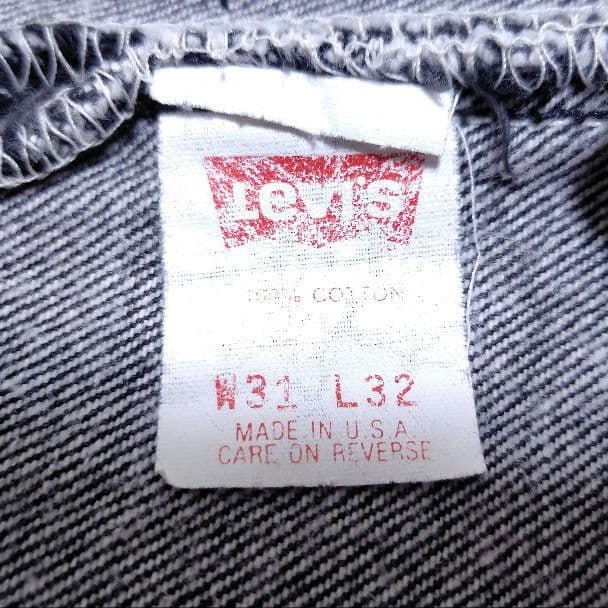 Levi's
100% COTTON
W31 L32
MADE IN U.S.A
CARE ON REVERSE